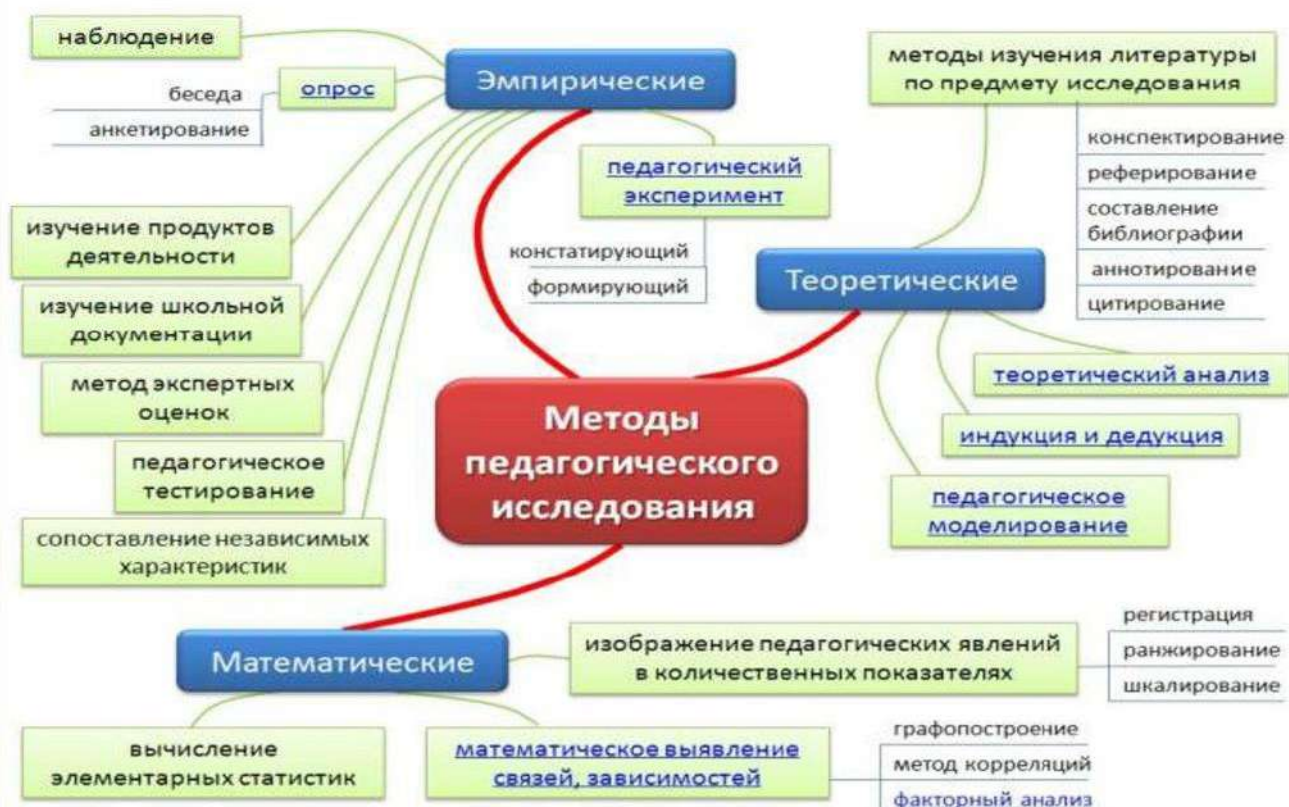 наблюдение
опрос
беседа
анкетирование
Эмпирические
педагогический
эксперимент
констатирующий
формирующий
изучение продуктов
деятельности
изучение школьной
документации
метод экспертных
оценок
педагогическое
тестирование
сопоставление независимых
характеристик
методы изучения литературы
по предмету исследования
конспектирование
реферирование
составление
библиографии
аннотирование
цитирование
Теоретические
теоретический анализ
индукция и дедукция
педагогическое
моделирование
Методы
педагогического
исследования
Математические
изображение педагогических явлений
в количественных показателях
регистрация
ранжирование
шкалирование
вычисление
элементарных статистик
математическое выявление
связей, зависимостей
графопостроение
метод корреляций
факторный анализ